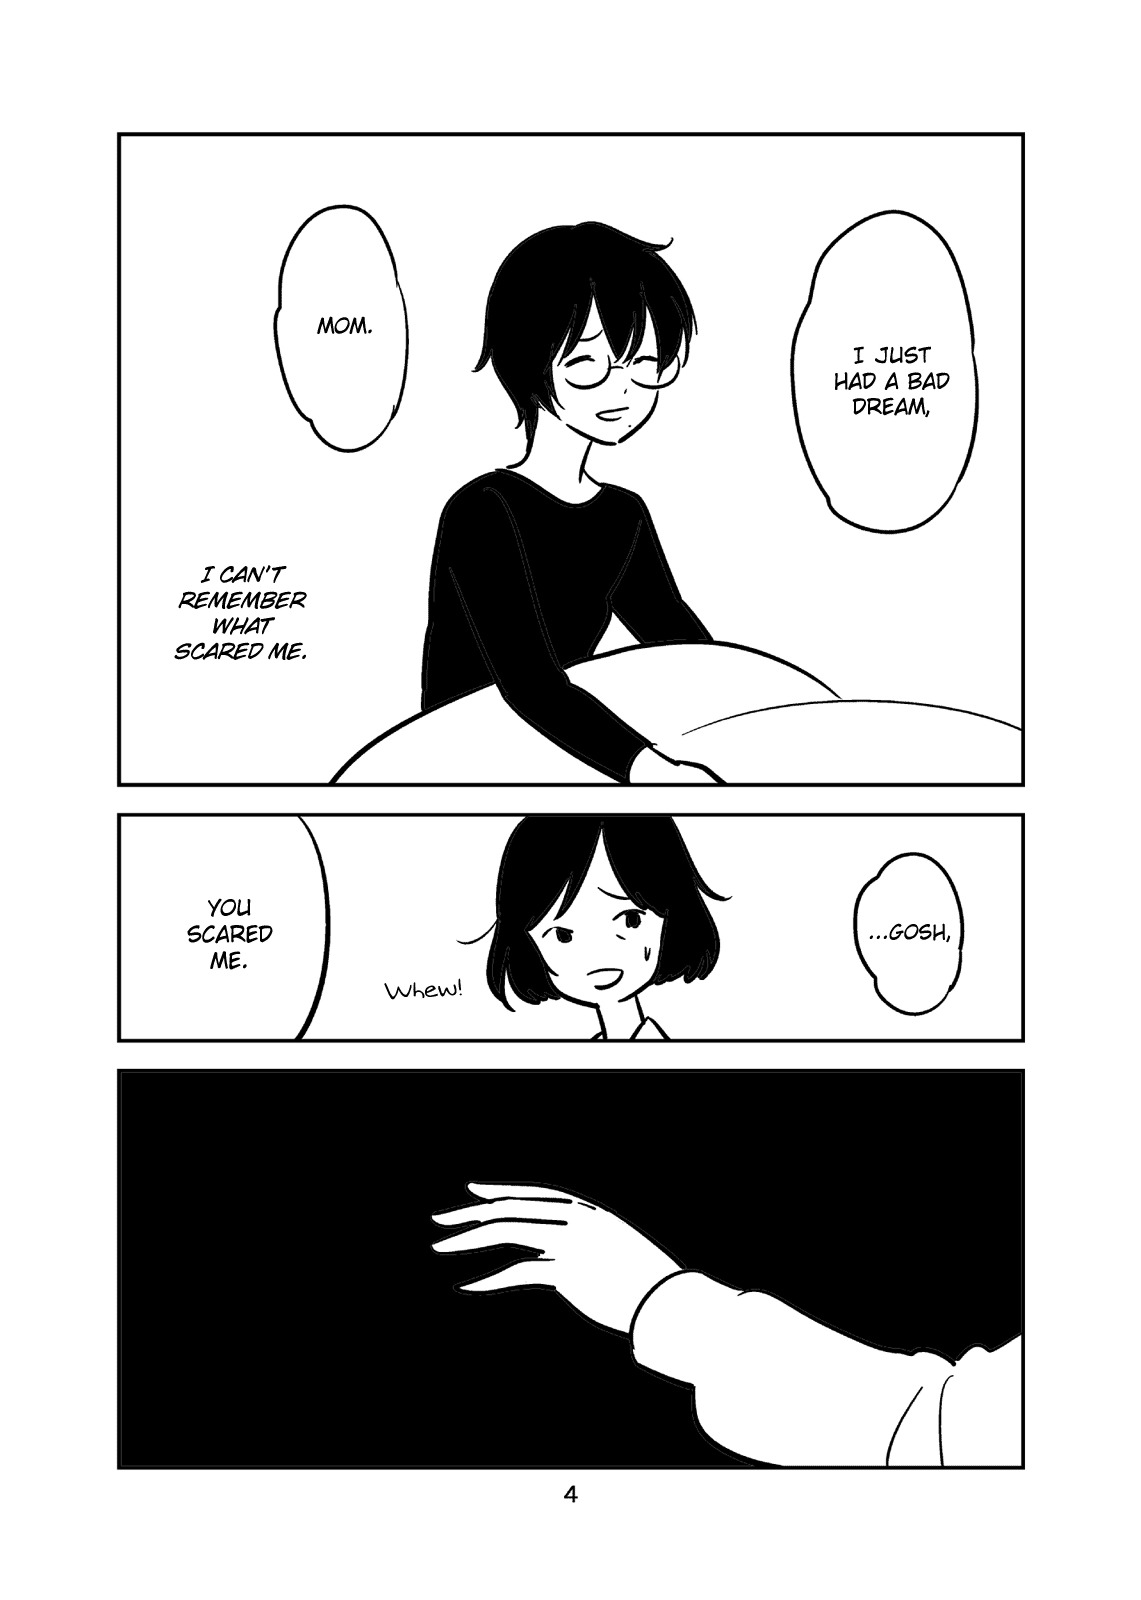 I JUST
HAD A BAD
DREAM,
MOM.
I CAN'T
REMEMBER
WHAT
SCARED ME.
...GOSH,
Whew!
YOU
SCARED
ME.
4